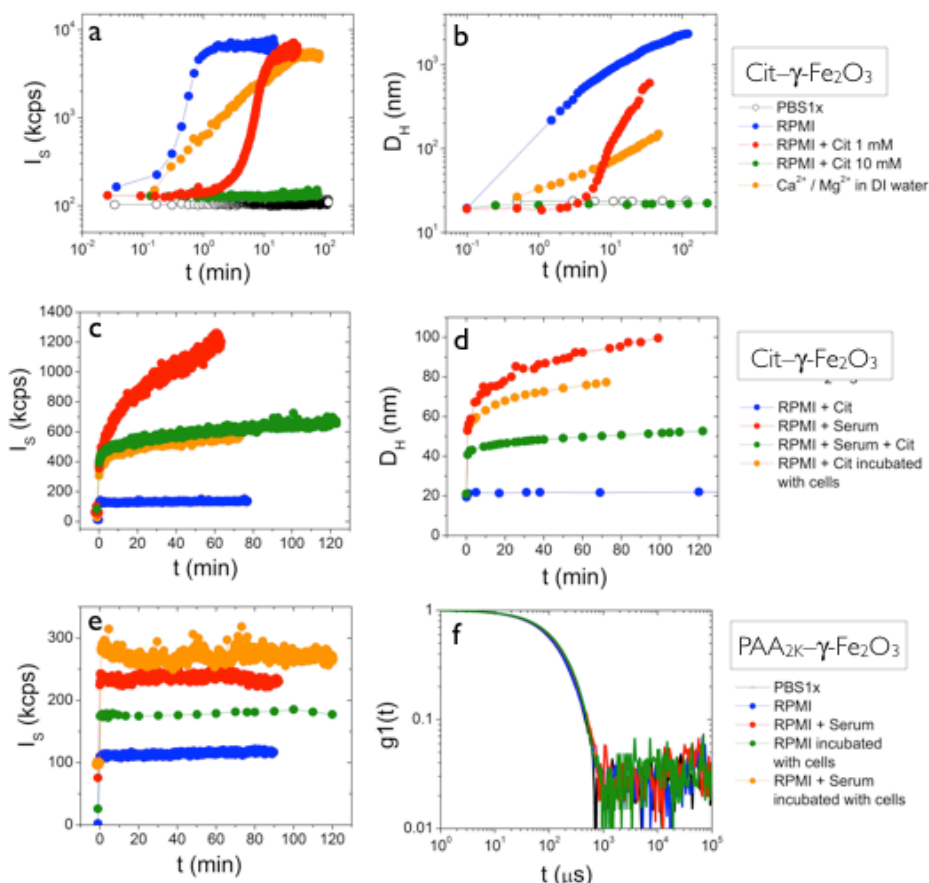 a
I_S (kcps)
10⁴
10³
10²
10⁻² 10⁻¹ 10⁰ 10¹ 10²
t (min)
b
D_H (nm)
10³
10²
10¹
10⁻¹ 10⁰ 10¹ 10²
t (min)
Cit–γ-Fe₂O₃
PBS1x
RPMI
RPMI + Cit 1 mM
RPMI + Cit 10 mM
Ca²⁺ / Mg²⁺ in DI water
c
I_S (kcps)
1400
1200
1000
800
600
400
200
0
0 20 40 60 80 100 120
t (min)
d
D_H (nm)
100
80
60
40
20
0
0 20 40 60 80 100 120
t (min)
Cit–γ-Fe₂O₃
RPMI + Cit
RPMI + Serum
RPMI + Serum + Cit
RPMI + Cit incubated
with cells
e
I_S (kcps)
300
200
100
0
0 20 40 60 80 100 120
t (min)
f
g1(t)
1
0.1
0.01
10⁰ 10¹ 10² 10³ 10⁴ 10⁵
t (μs)
PAA₂K–γ-Fe₂O₃
PBS1x
RPMI
RPMI + Serum
RPMI incubated
with cells
RPMI + Serum
incubated with cells